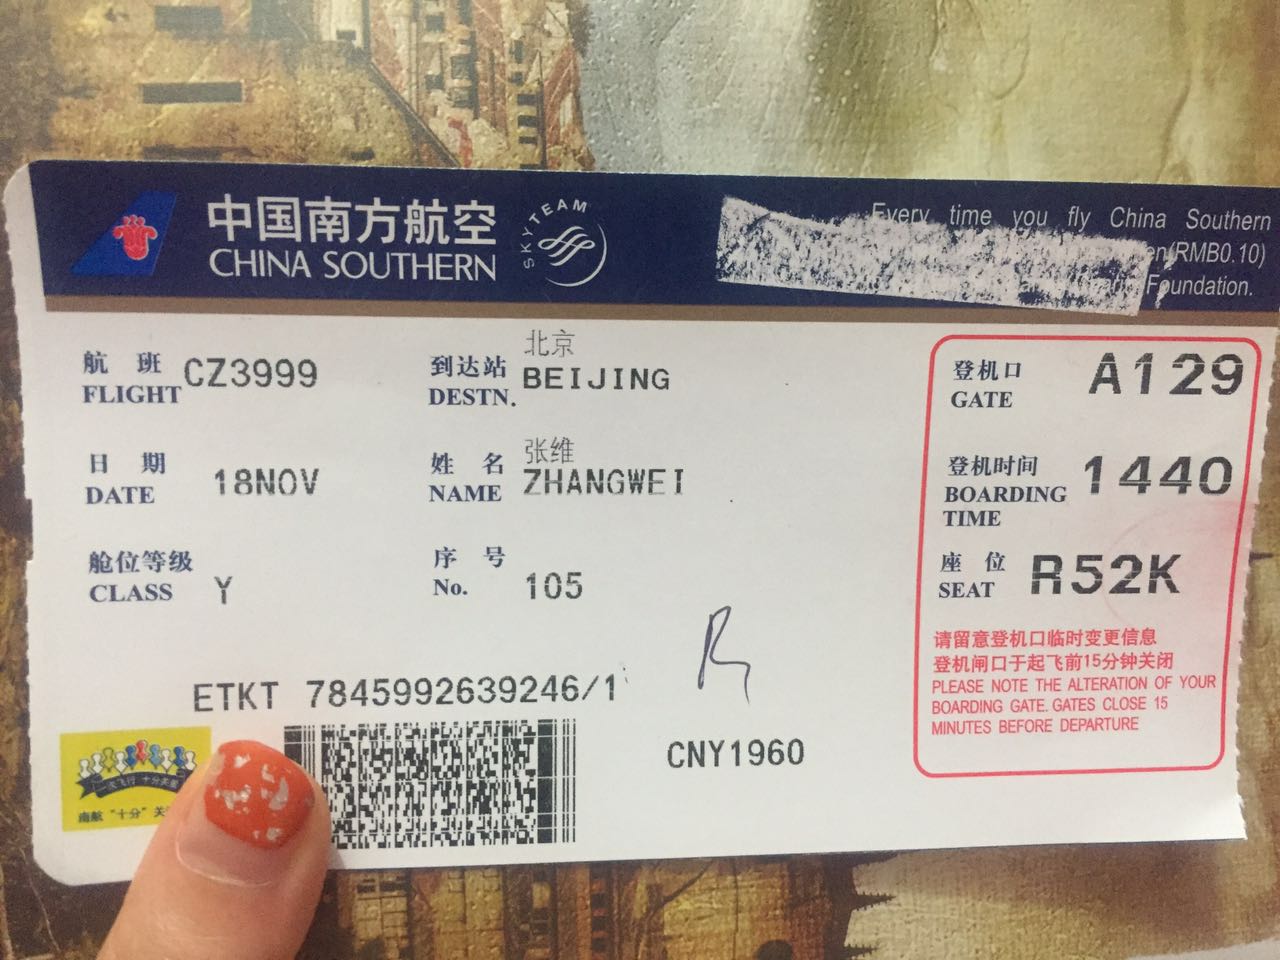 中国南方航空
CHINA SOUTHERN
SKYTEAM
Every time you fly China Southern
(RMB0.10)
Foundation.
航班 FLIGHT CZ3999
到达站 DESTN. 北京 BEIJING
日期 DATE 18NOV
姓名 NAME 张维 ZHANGWEI
舱位等级 CLASS Y
序号 No. 105
登机口 GATE A129
登机时间 BOARDING TIME 1440
座位 SEAT R52K
请留意登机口临时变更信息
登机闸口于起飞前15分钟关闭
PLEASE NOTE THE ALTERATION OF YOUR
BOARDING GATE. GATES CLOSE 15
MINUTES BEFORE DEPARTURE
ETKT 7845992639246/1
CNY1960
南航“十分”关